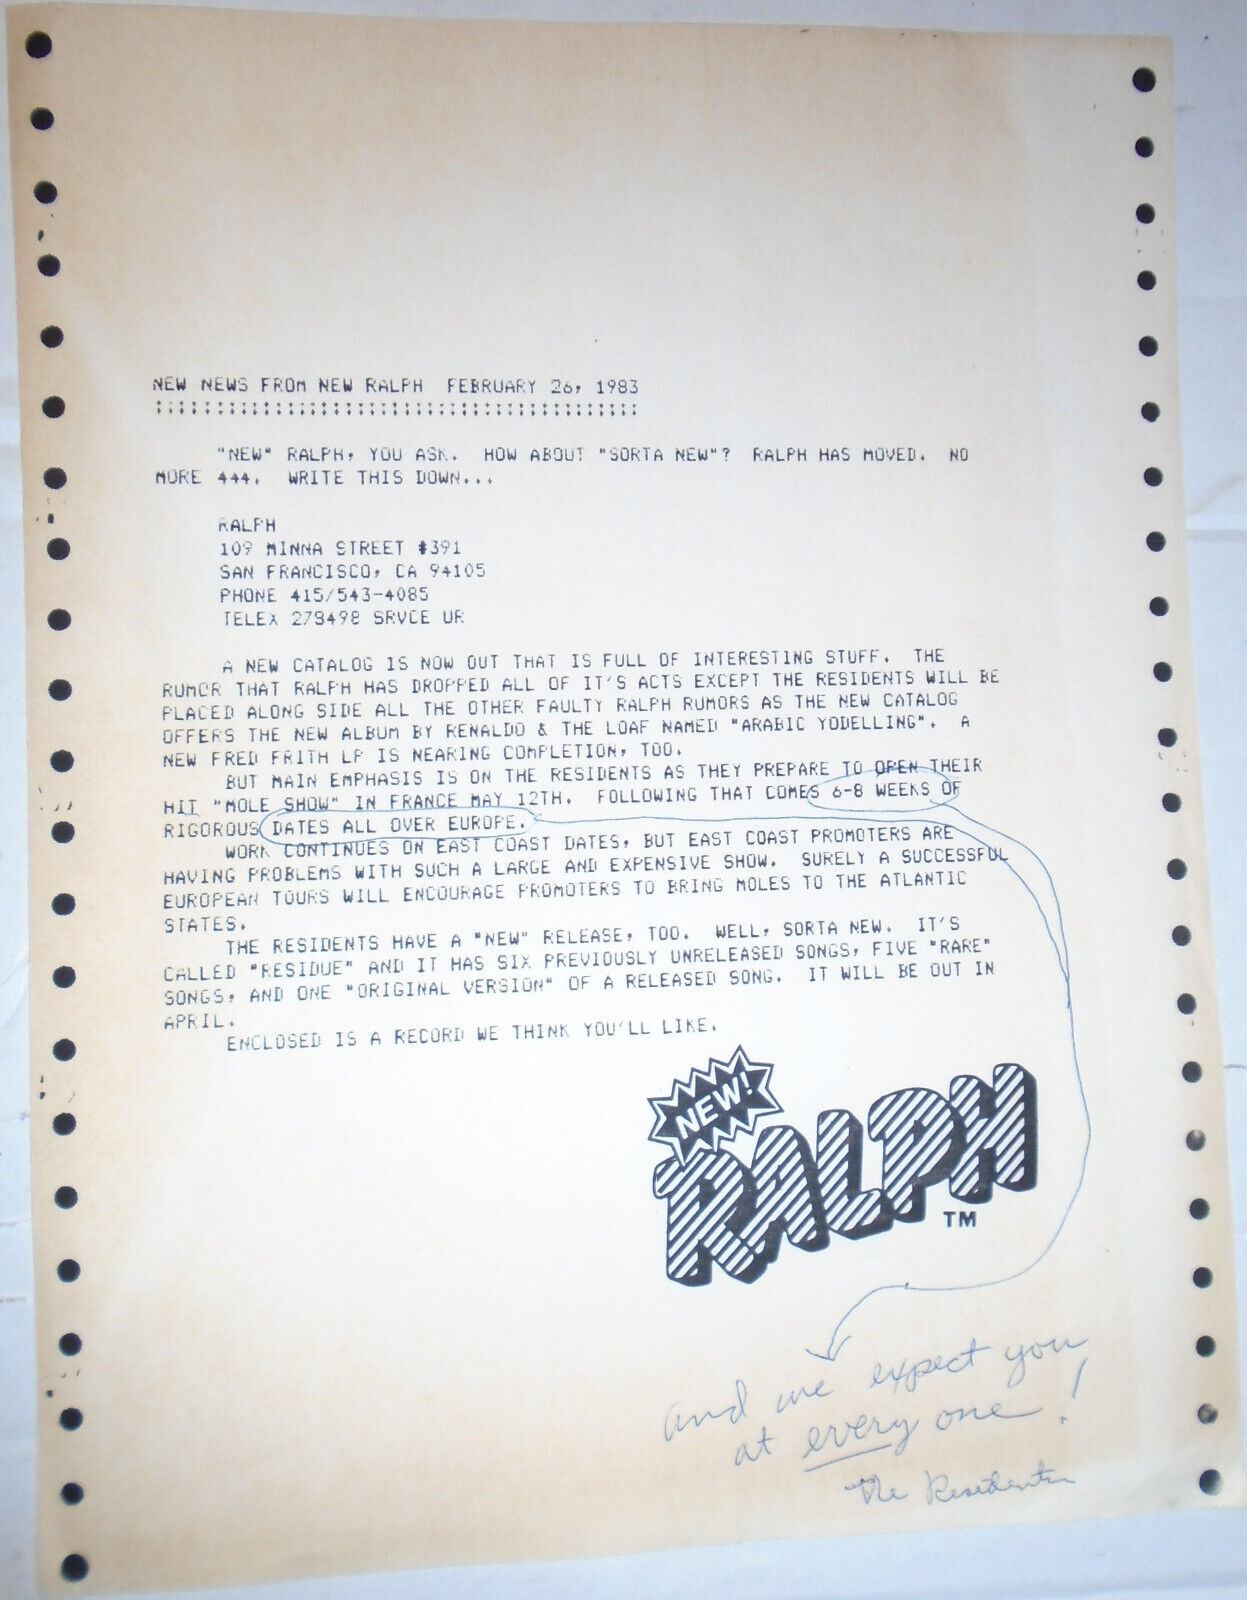 NEW NEWS FROM NEW RALPH  FEBRUARY 26, 1983
:::::::::::::::::::::::::::::::::::::::::
"NEW" RALPH, YOU ASK.  HOW ABOUT "SORTA NEW"?  RALPH HAS MOVED.  NO
MORE 444.  WRITE THIS DOWN...
RALPH
109 MINNA STREET #391
SAN FRANCISCO, CA 94105
PHONE 415/543-4085
TELEX 278498 SRVCE UR
A NEW CATALOG IS NOW OUT THAT IS FULL OF INTERESTING STUFF.  THE
RUMOR THAT RALPH HAS DROPPED ALL OF IT'S ACTS EXCEPT THE RESIDENTS WILL BE
PLACED ALONG SIDE ALL THE OTHER FAULTY RALPH RUMORS AS THE NEW CATALOG
OFFERS THE NEW ALBUM BY RENALDO & THE LOAF NAMED "ARABIC YODELLING".  A
NEW FRED FRITH LP IS NEARING COMPLETION, TOO.
BUT MAIN EMPHASIS IS ON THE RESIDENTS AS THEY PREPARE TO OPEN THEIR
HIT "MOLE SHOW" IN FRANCE MAY 12TH.  FOLLOWING THAT COMES 6-8 WEEKS OF
RIGOROUS DATES ALL OVER EUROPE.
WORK CONTINUES ON EAST COAST DATES, BUT EAST COAST PROMOTERS ARE
HAVING PROBLEMS WITH SUCH A LARGE AND EXPENSIVE SHOW.  SURELY A SUCCESSFUL
EUROPEAN TOURS WILL ENCOURAGE PROMOTERS TO BRING MOLES TO THE ATLANTIC
STATES.
THE RESIDENTS HAVE A "NEW" RELEASE, TOO.  WELL, SORTA NEW.  IT'S
CALLED "RESIDUE" AND IT HAS SIX PREVIOUSLY UNRELEASED SONGS, FIVE "RARE"
SONGS, AND ONE "ORIGINAL VERSION" OF A RELEASED SONG.  IT WILL BE OUT IN
APRIL.
ENCLOSED IS A RECORD WE THINK YOU'LL LIKE.
NEW!
RALPH
TM
and we expect you
at every one!
The Residents